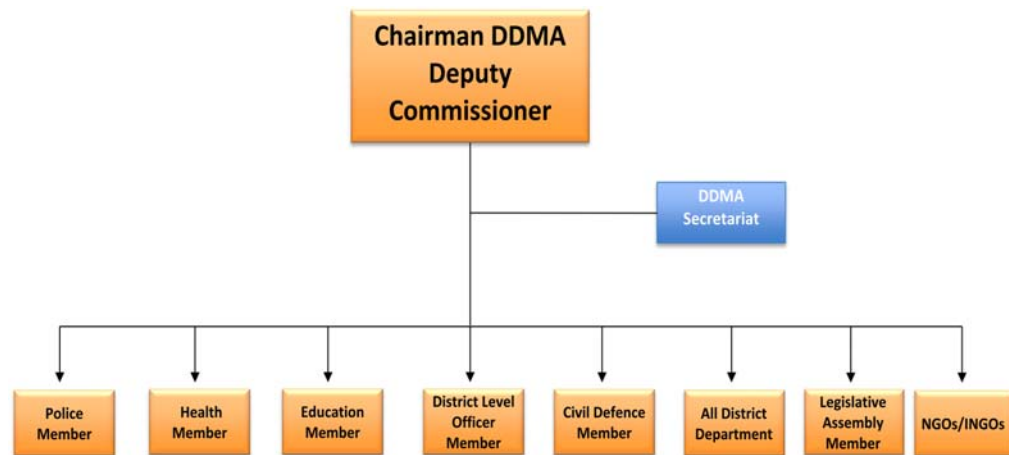 Chairman DDMA
Deputy
Commissioner
DDMA
Secretariat
Police
Member
Health
Member
Education
Member
District Level
Officer
Member
Civil Defence
Member
All District
Department
Legislative
Assembly
Member
NGOs/INGOs